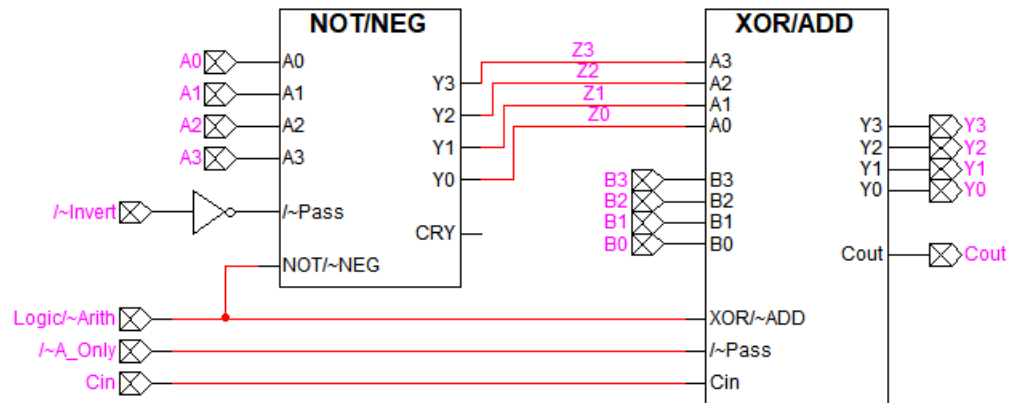 NOT/NEG
XOR/ADD
A0
A0
A1
A1
A2
A2
A3
A3
Y3
Y2
Y1
Y0
Z3
Z2
Z1
Z0
A3
A2
A1
A0
Y3
Y3
Y2
Y2
Y1
Y1
Y0
Y0
B3
B3
B2
B2
B1
B1
B0
B0
/~Invert
/~Pass
CRY
Cout
Cout
NOT/~NEG
Logic/~Arith
XOR/~ADD
/~A_Only
/~Pass
Cin
Cin